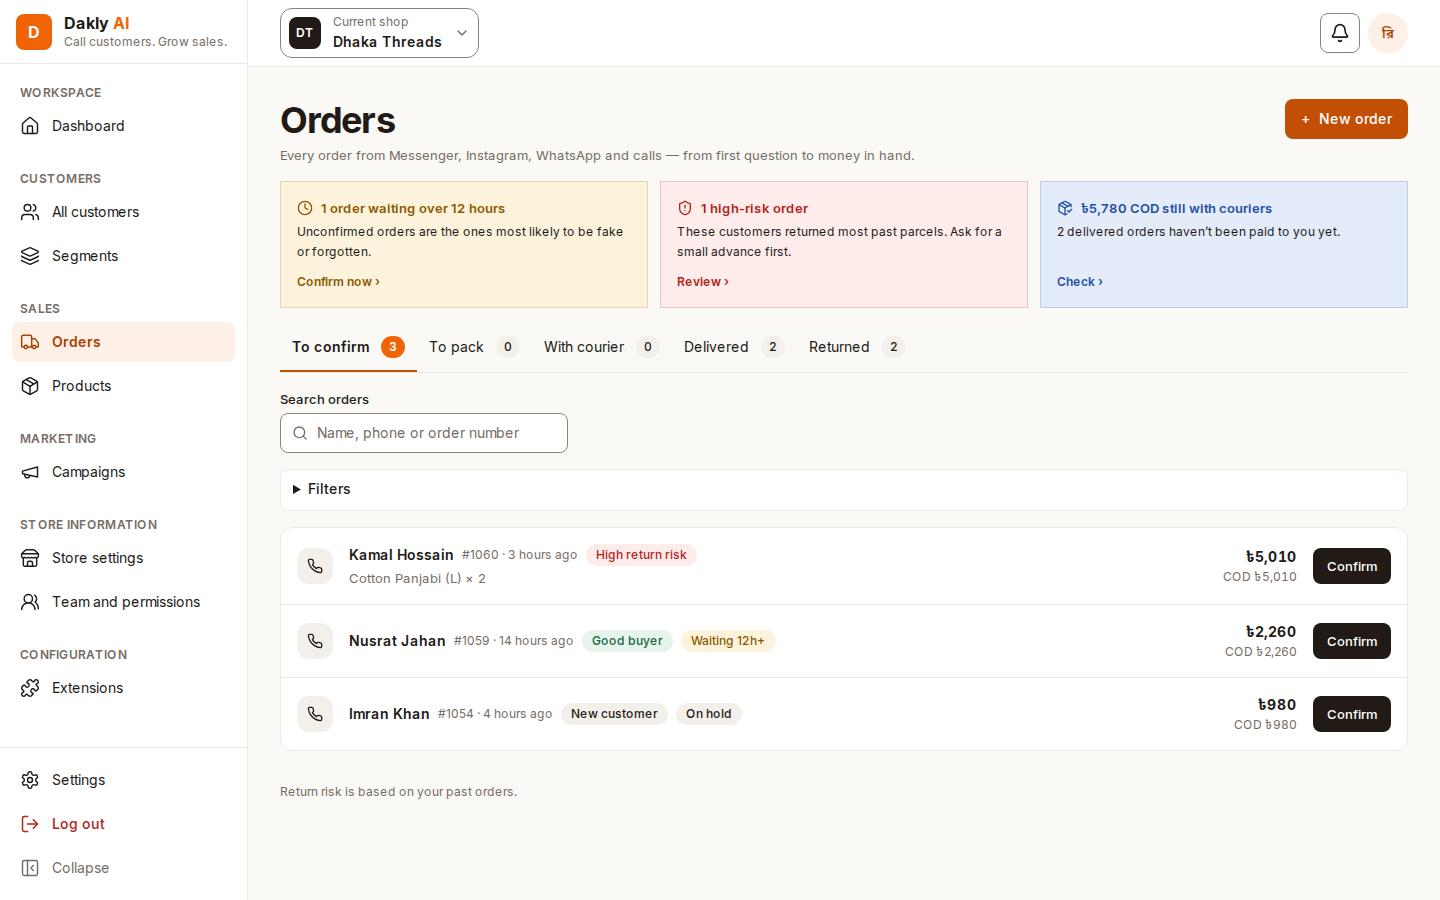 D
Dakly AI
Call customers. Grow sales.
WORKSPACE
Dashboard
CUSTOMERS
All customers
Segments
SALES
Orders
Products
MARKETING
Campaigns
STORE INFORMATION
Store settings
Team and permissions
CONFIGURATION
Extensions
Settings
Log out
Collapse
DT
Current shop
Dhaka Threads
রি
Orders
+ New order
Every order from Messenger, Instagram, WhatsApp and calls — from first question to money in hand.
1 order waiting over 12 hours
Unconfirmed orders are the ones most likely to be fake
or forgotten.
Confirm now ›
1 high-risk order
These customers returned most past parcels. Ask for a
small advance first.
Review ›
৳5,780 COD still with couriers
2 delivered orders haven't been paid to you yet.
Check ›
To confirm 3 To pack 0 With courier 0 Delivered 2 Returned 2
Search orders
Name, phone or order number
Filters
Kamal Hossain #1060 · 3 hours ago High return risk
Cotton Panjabi (L) × 2
৳5,010
COD ৳5,010
Confirm
Nusrat Jahan #1059 · 14 hours ago Good buyer Waiting 12h+
৳2,260
COD ৳2,260
Confirm
Imran Khan #1054 · 4 hours ago New customer On hold
৳980
COD ৳980
Confirm
Return risk is based on your past orders.